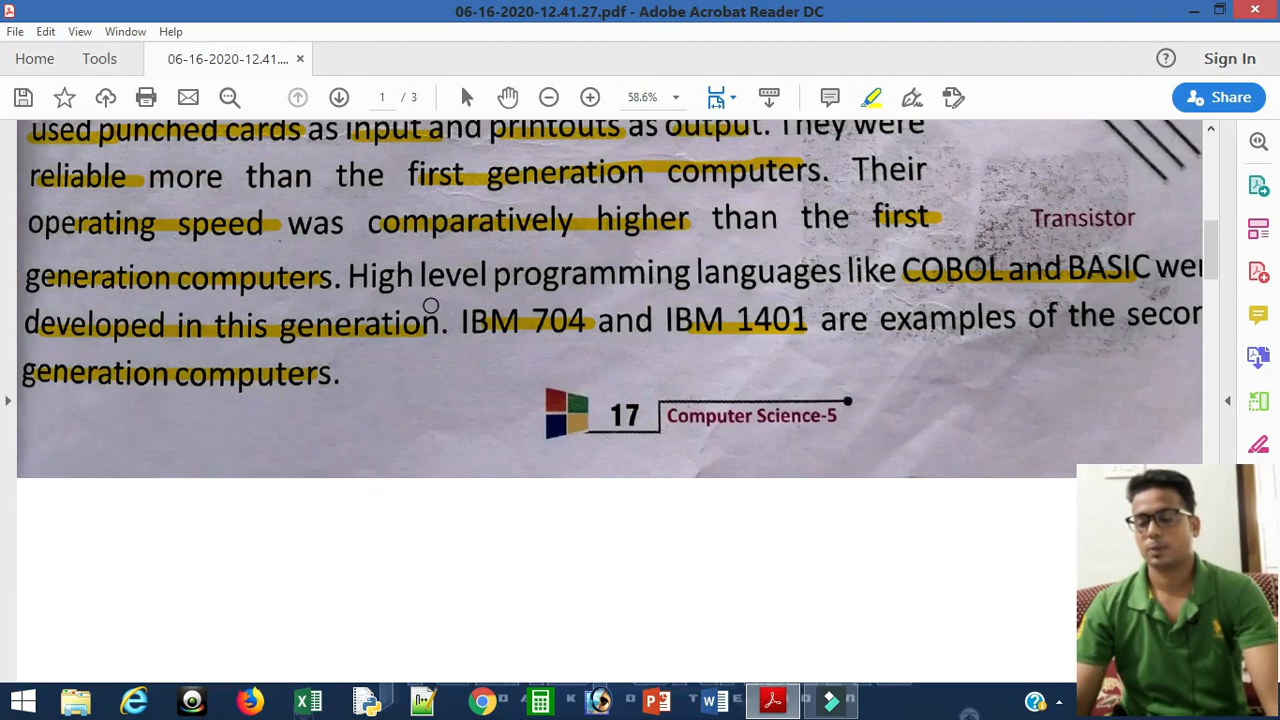 06-16-2020-12.41.27.pdf - Adobe Acrobat Reader DC
File Edit View Window Help
Home Tools 06-16-2020-12.41.... × Sign In
1 / 3 58.6% Share
used punched cards as input and printouts as output. They were
reliable more than the first generation computers. Their
operating speed was comparatively higher than the first
Transistor
generation computers. High level programming languages like COBOL and BASIC wer
developed in this generation. IBM 704 and IBM 1401 are examples of the secor
generation computers.
17 Computer Science-5